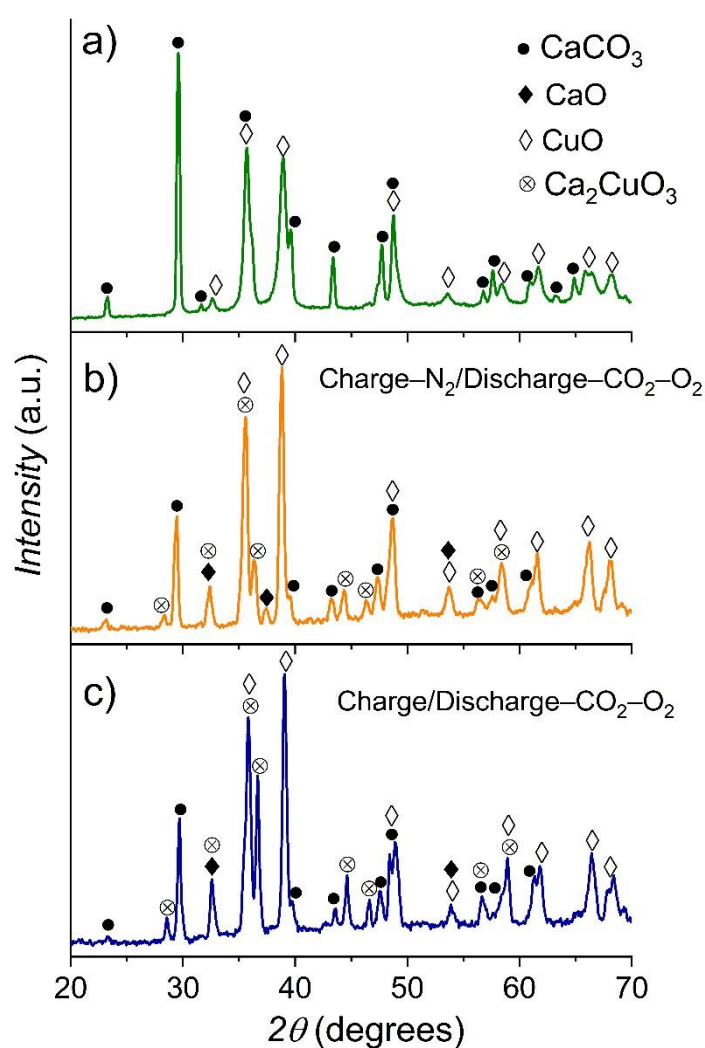 a)
● CaCO₃
◆ CaO
◇ CuO
⊗ Ca₂CuO₃
b)
Charge–N₂/Discharge–CO₂–O₂
c)
Charge/Discharge–CO₂–O₂
Intensity (a.u.)
20 30 40 50 60 70
2θ (degrees)